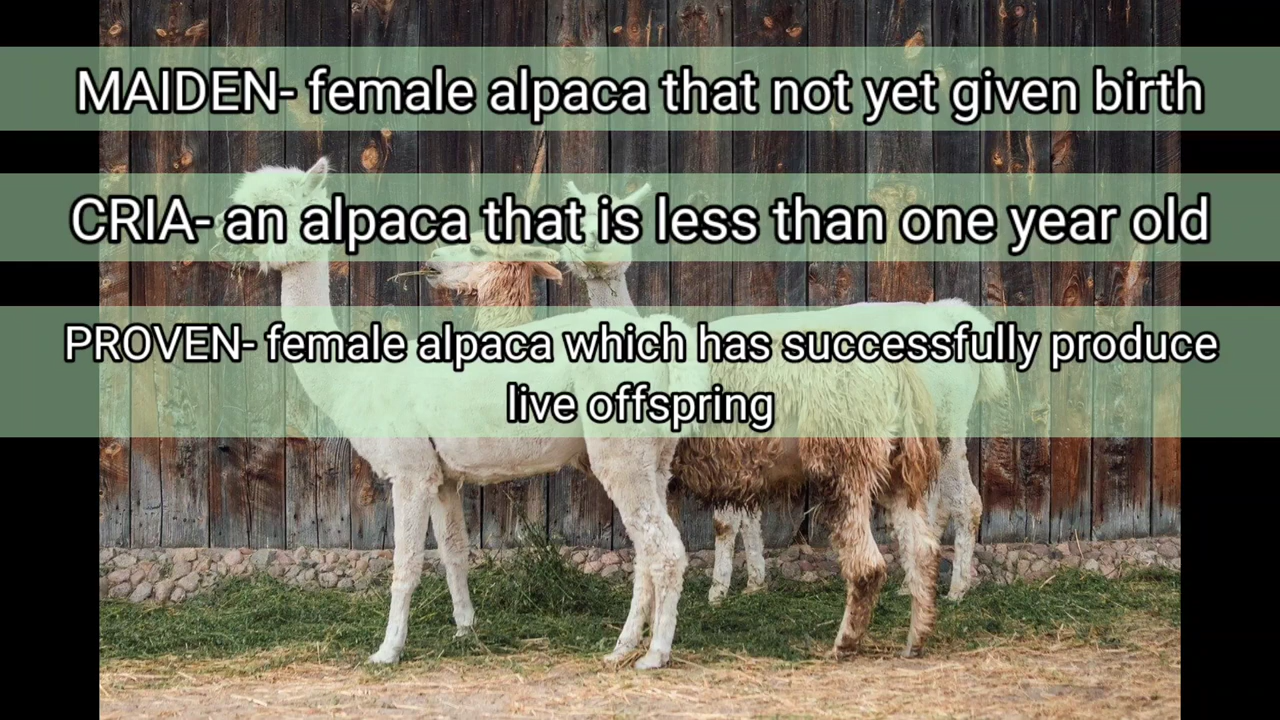 MAIDEN- female alpaca that not yet given birth
CRIA- an alpaca that is less than one year old
PROVEN- female alpaca which has successfully produce
live offspring